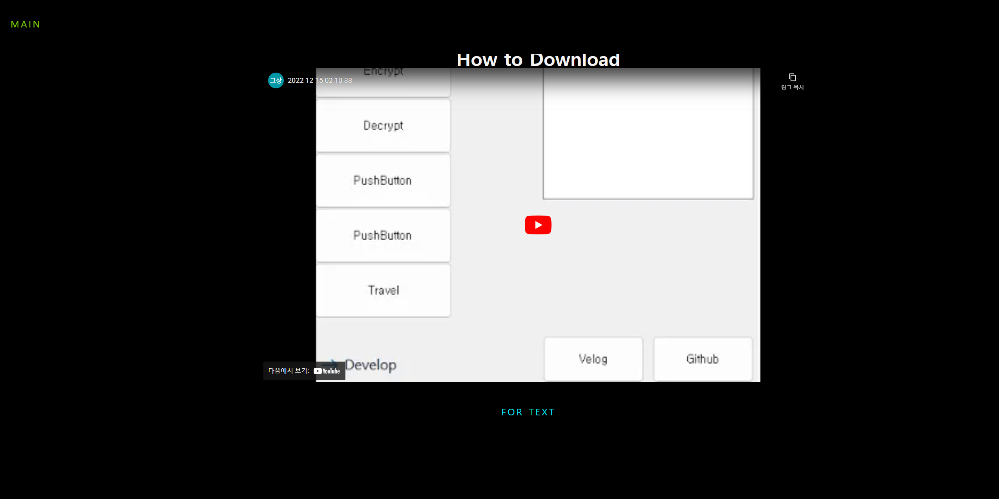 MAIN
How to Download
그상 2022 12 15 02 10 38
링크 복사
Encrypt
Decrypt
PushButton
PushButton
Travel
Develop
Velog
Github
다음에서 보기: YouTube
FOR TEXT